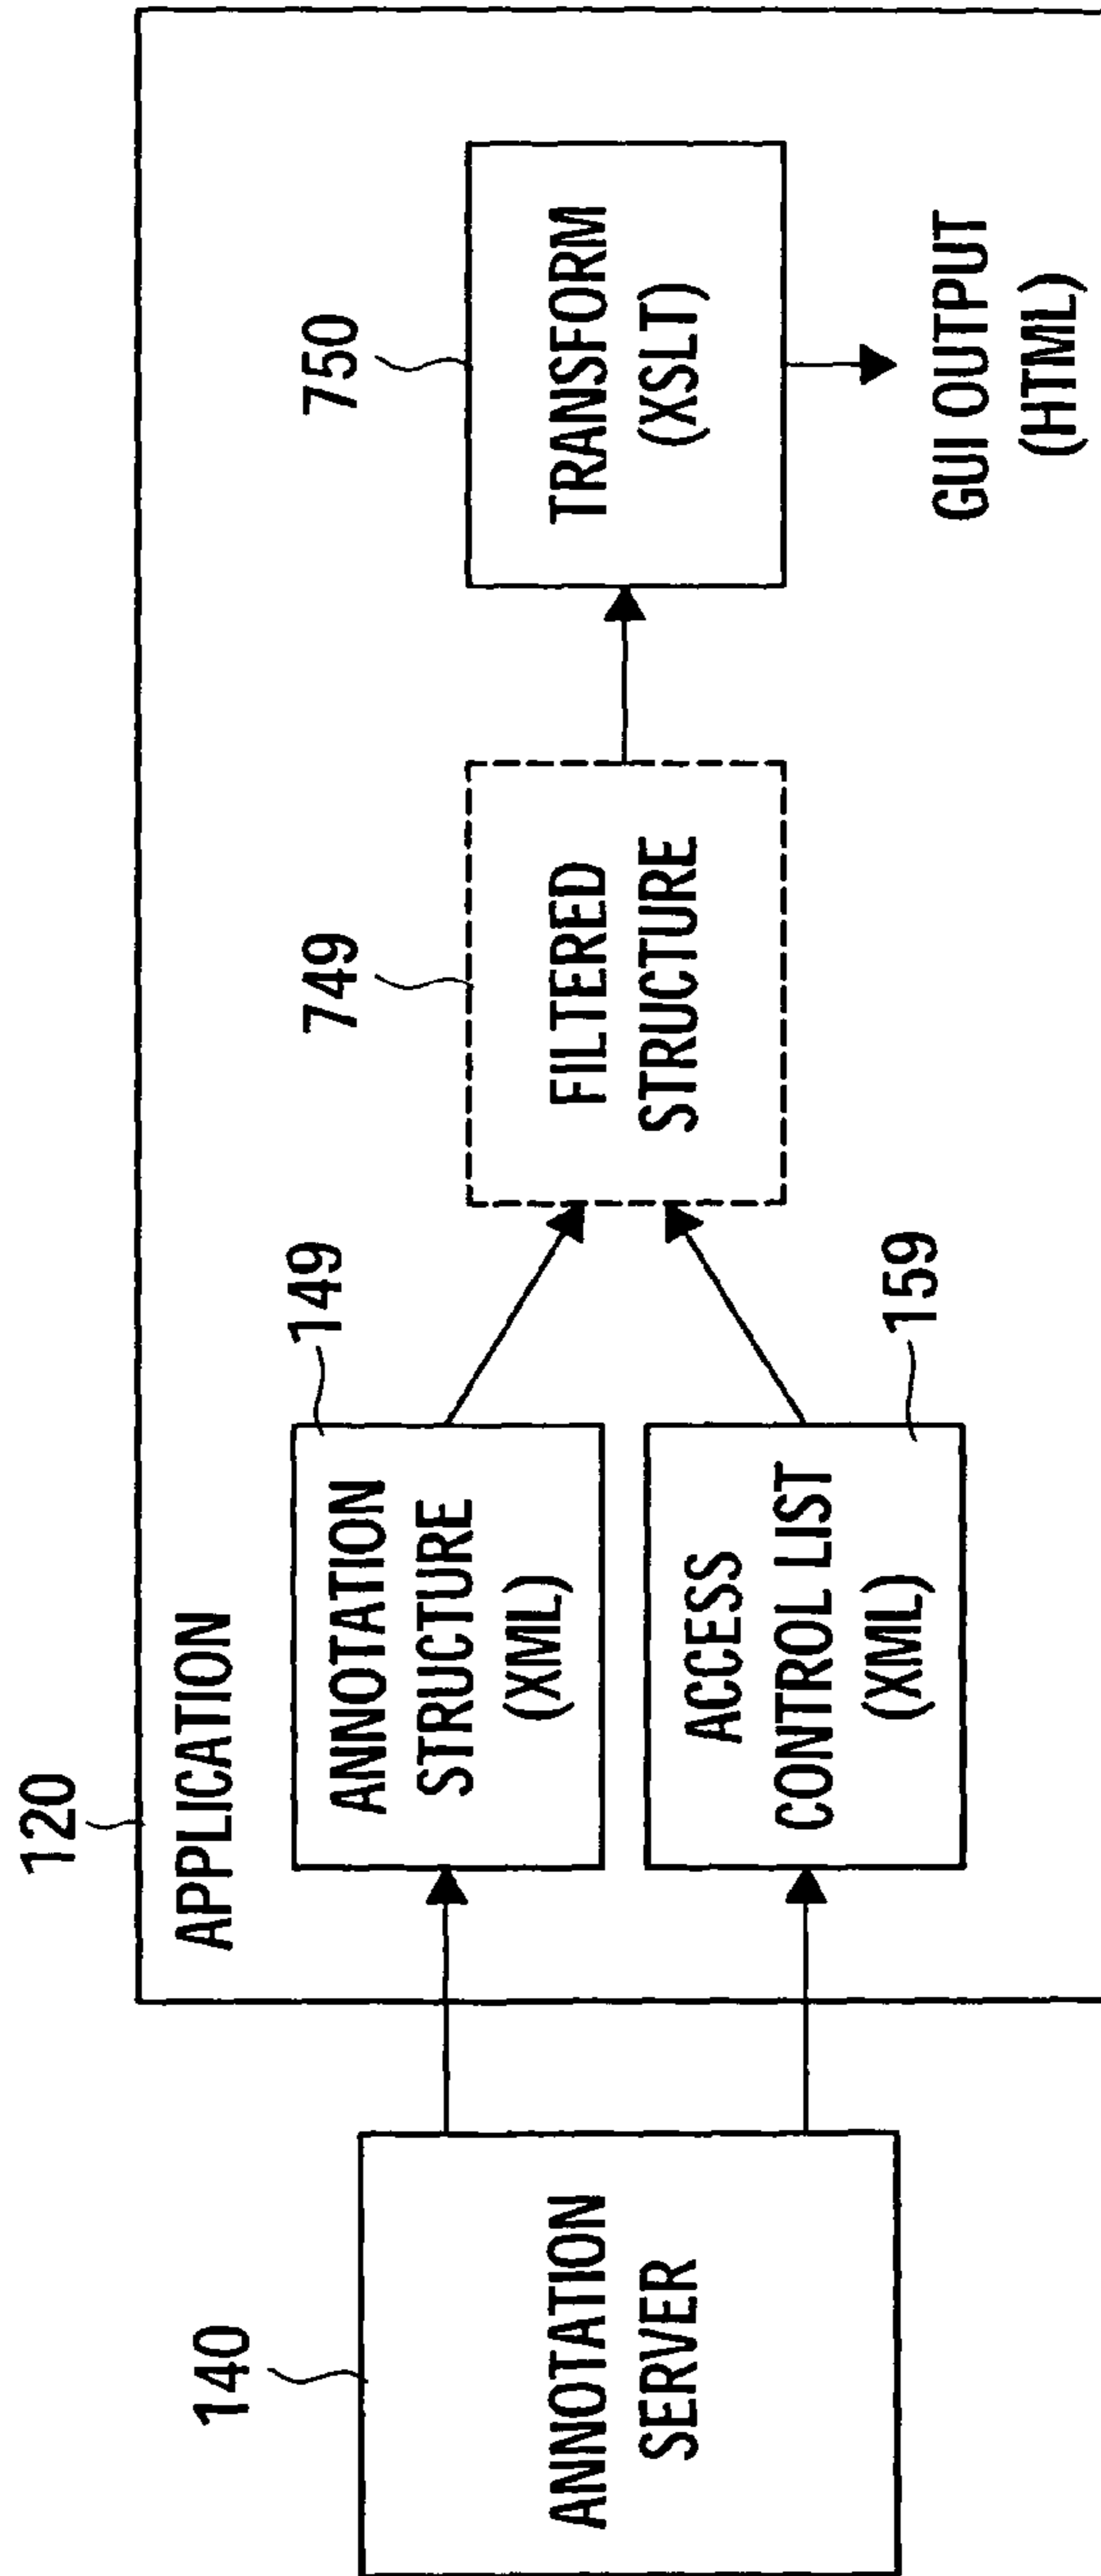 120
APPLICATION
140
ANNOTATION
SERVER
149
ANNOTATION
STRUCTURE
(XML)
ACCESS
CONTROL LIST
(XML)
159
749
FILTERED
STRUCTURE
750
TRANSFORM
(XSLT)
GUI OUTPUT
(HTML)